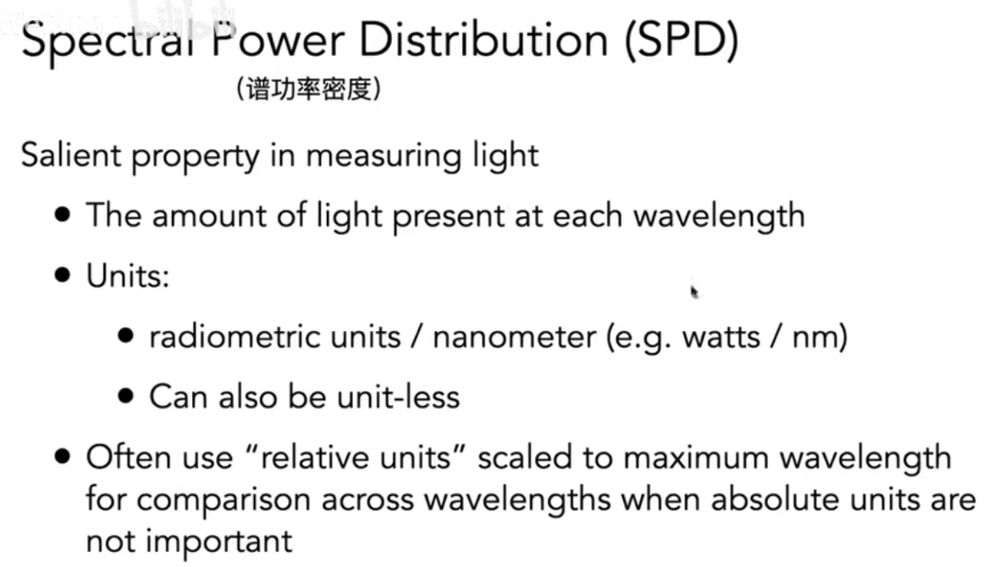 Spectral Power Distribution (SPD)
(谱功率密度)
Salient property in measuring light
• The amount of light present at each wavelength
• Units:
• radiometric units / nanometer (e.g. watts / nm)
• Can also be unit-less
• Often use “relative units” scaled to maximum wavelength
for comparison across wavelengths when absolute units are
not important